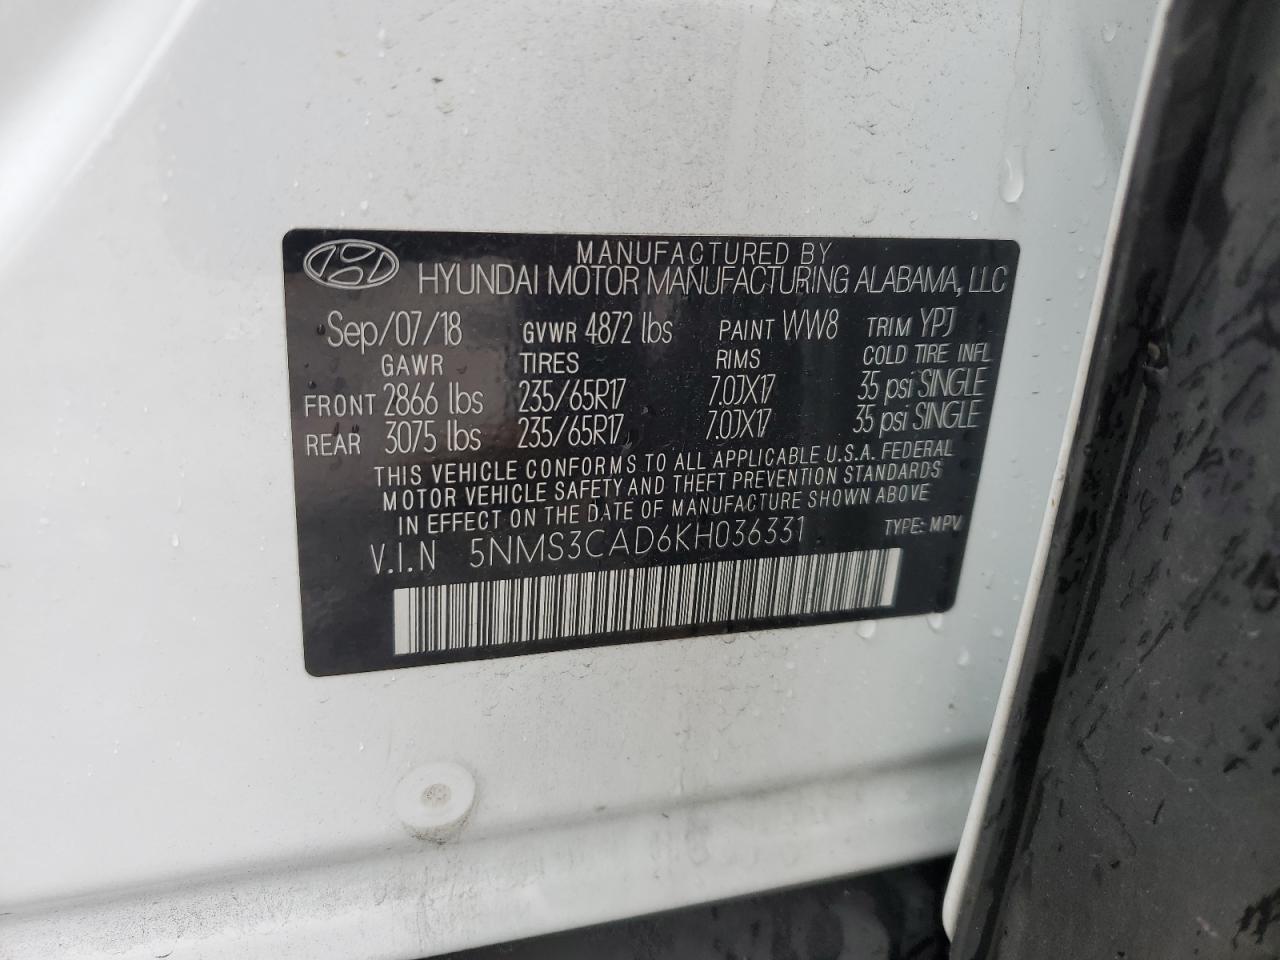 MANUFACTURED BY
HYUNDAI MOTOR MANUFACTURING ALABAMA, LLC
Sep/07/18 GVWR 4872 lbs PAINT WW8 TRIM YPJ
GAWR TIRES RIMS COLD TIRE INFL
FRONT 2866 lbs 235/65R17 7.0JX17 35 psi SINGLE
REAR 3075 lbs 235/65R17 7.0JX17 35 psi SINGLE
THIS VEHICLE CONFORMS TO ALL APPLICABLE U.S.A. FEDERAL
MOTOR VEHICLE SAFETY AND THEFT PREVENTION STANDARDS
IN EFFECT ON THE DATE OF MANUFACTURE SHOWN ABOVE
V.I.N 5NMS3CAD6KH036331 TYPE: MPV